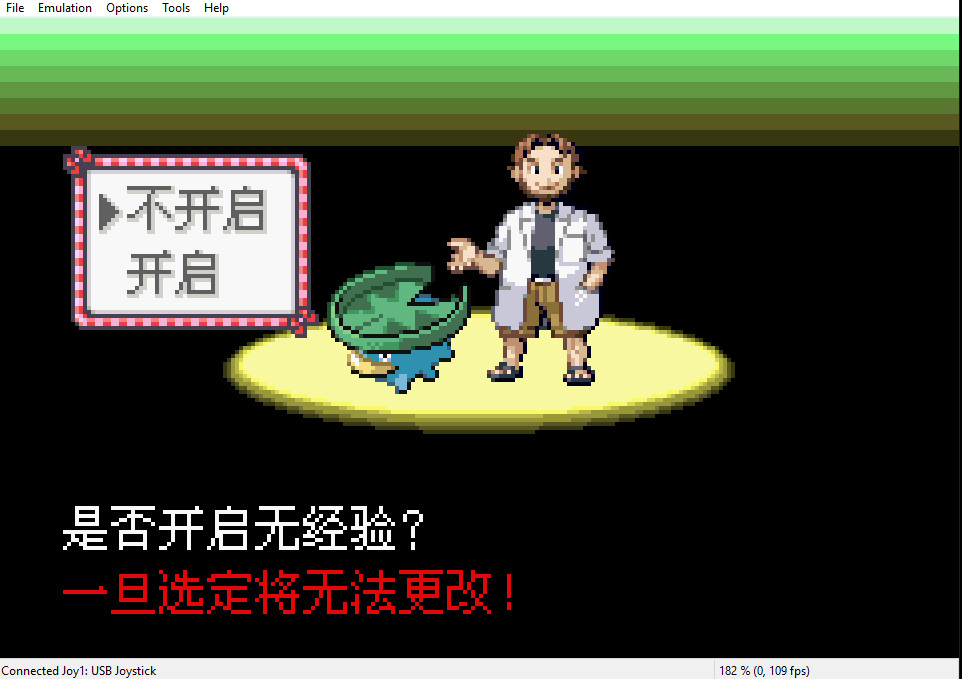 File Emulation Options Tools Help
不开启
开启
是否开启无经验?
一旦选定将无法更改!
Connected Joy1: USB Joystick 182 % (0, 109 fps)